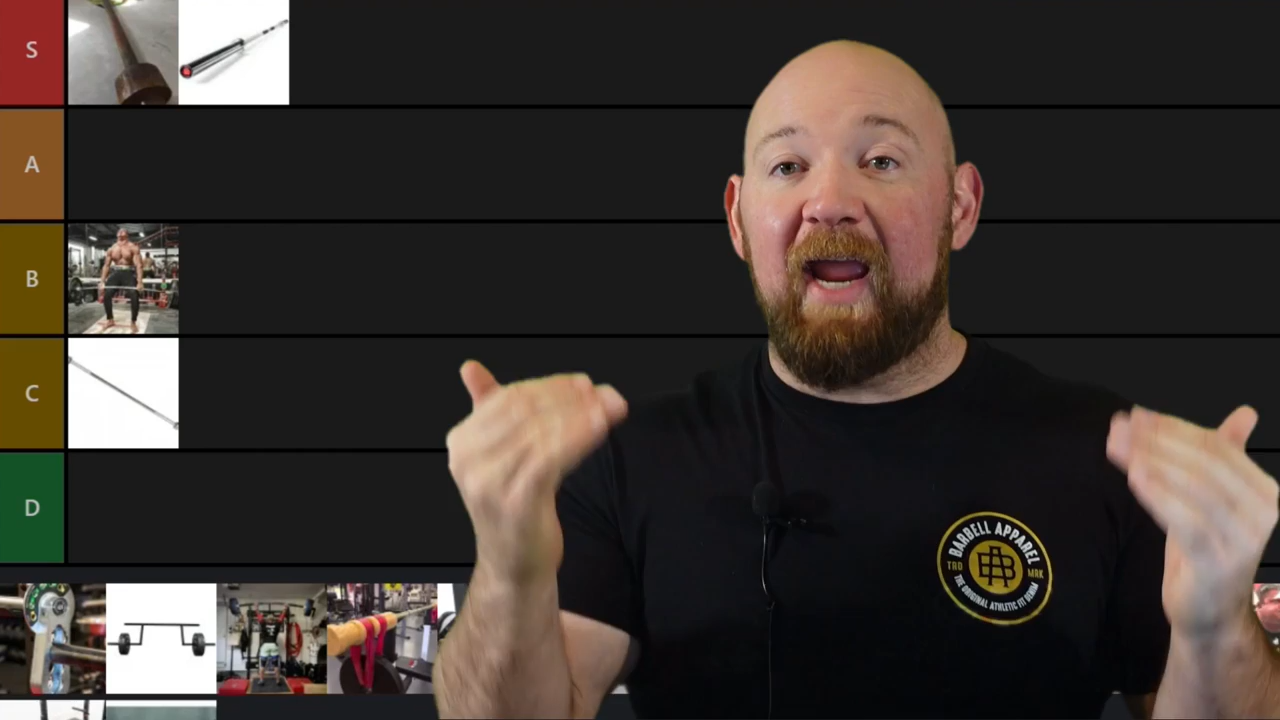 S
A
B
C
D
BARBELL APPAREL
TRD MRK
THE ORIGINAL ATHLETIC FIT DENIM